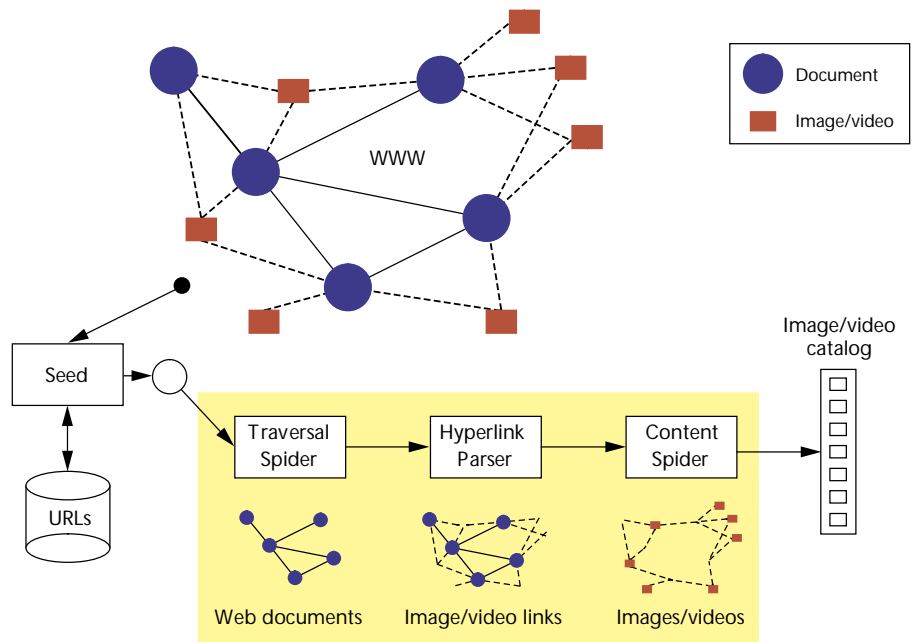 Document
Image/video
WWW
Image/video
catalog
Seed
URLs
Traversal
Spider
Hyperlink
Parser
Content
Spider
Web documents
Image/video links
Images/videos